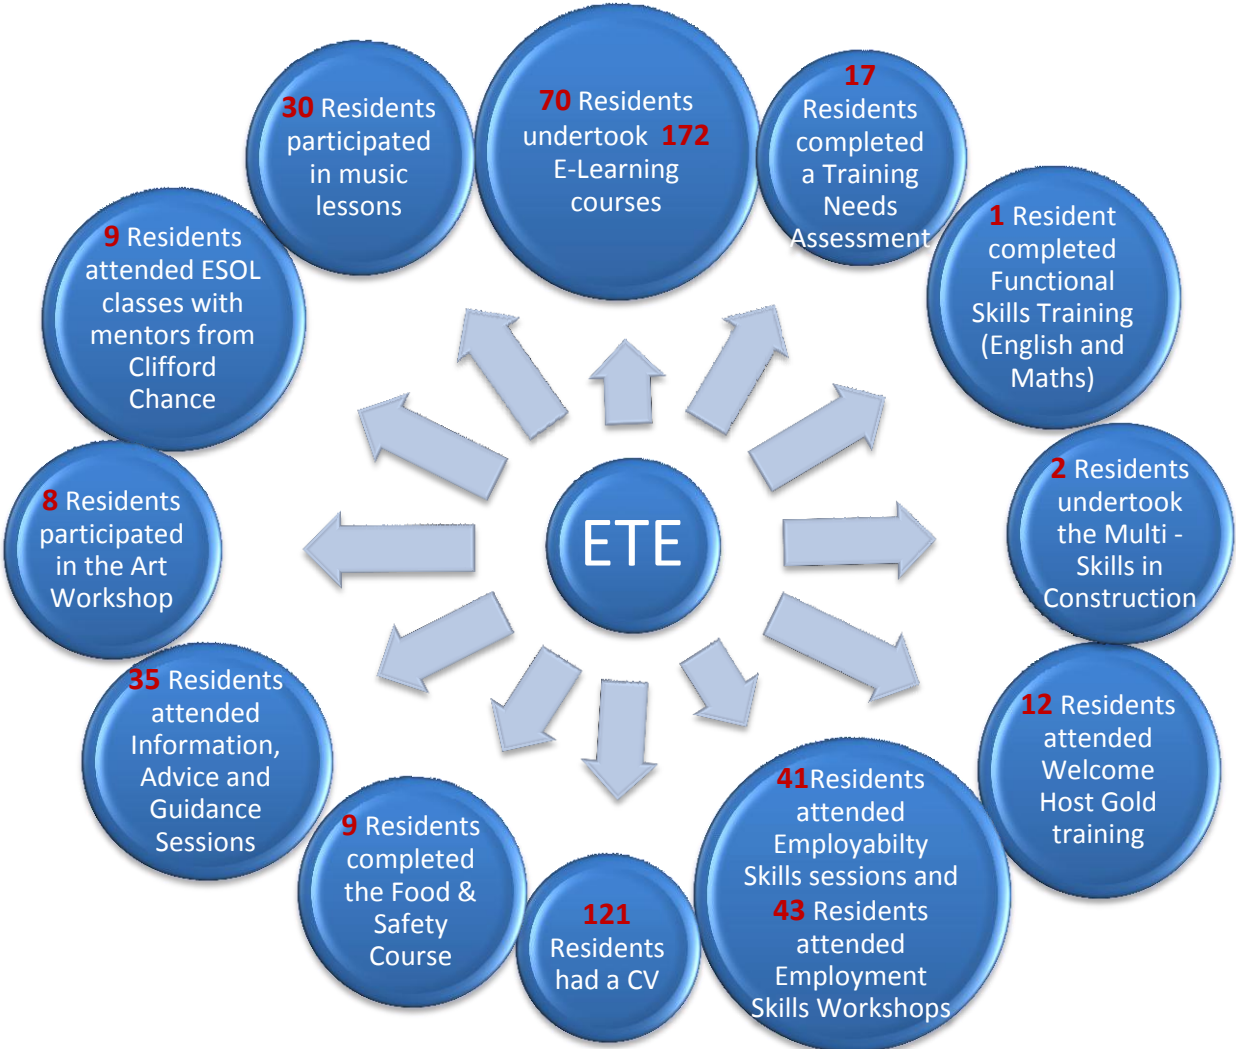 70 Residents
undertook 172
E-Learning
courses
17
Residents
completed
a Training
Needs
Assessment
1 Resident
completed
Functional
Skills Training
(English and
Maths)
2 Residents
undertook
the Multi -
Skills in
Construction
12 Residents
attended
Welcome
Host Gold
training
41Residents
attended
Employabilty
Skills sessions and
43 Residents
attended
Employment
Skills Workshops
121
Residents
had a CV
9 Residents
completed
the Food &
Safety
Course
35 Residents
attended
Information,
Advice and
Guidance
Sessions
8 Residents
participated
in the Art
Workshop
9 Residents
attended ESOL
classes with
mentors from
Clifford
Chance
30 Residents
participated
in music
lessons
ETE